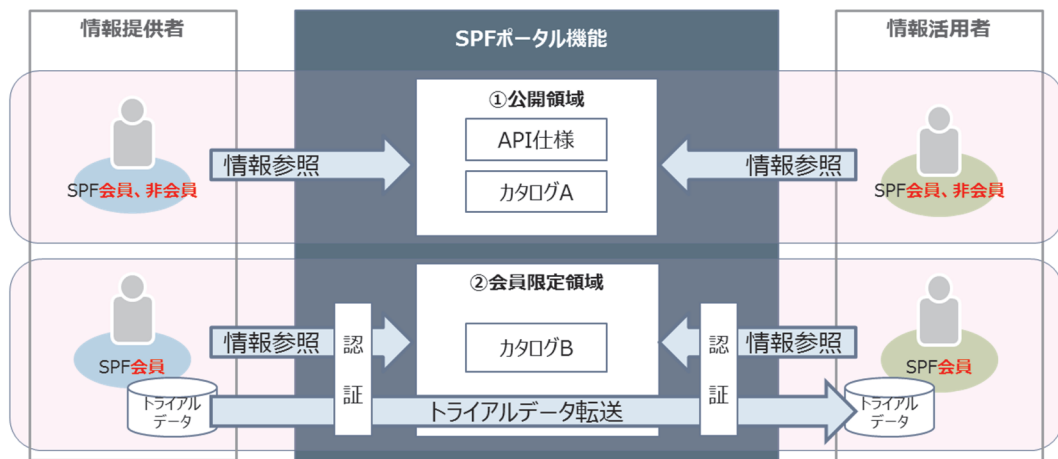 情報提供者
SPFポータル機能
情報活用者
①公開領域
API仕様
カタログA
情報参照
情報参照
SPF会員、非会員
SPF会員、非会員
②会員限定領域
カタログB
情報参照
認証
認証
情報参照
SPF会員
SPF会員
トライアル
データ
トライアルデータ転送
トライアル
データ